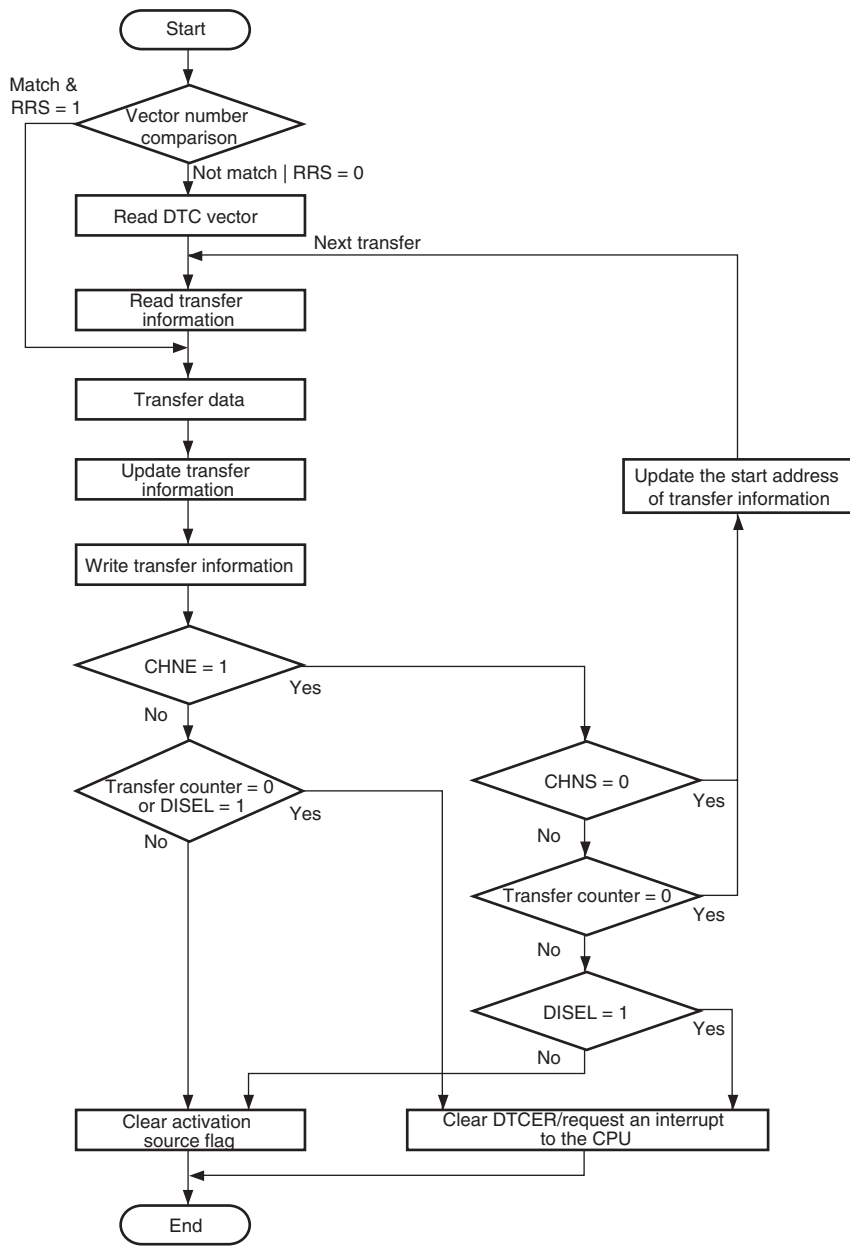 Start
Match &
RRS = 1
Vector number
comparison
Not match | RRS = 0
Read DTC vector
Next transfer
Read transfer
information
Transfer data
Update transfer
information
Update the start address
of transfer information
Write transfer information
CHNE = 1
Yes
No
Transfer counter = 0
or DISEL = 1
Yes
No
CHNS = 0
Yes
No
Transfer counter = 0
Yes
No
DISEL = 1
Yes
No
Clear activation
source flag
Clear DTCER/request an interrupt
to the CPU
End